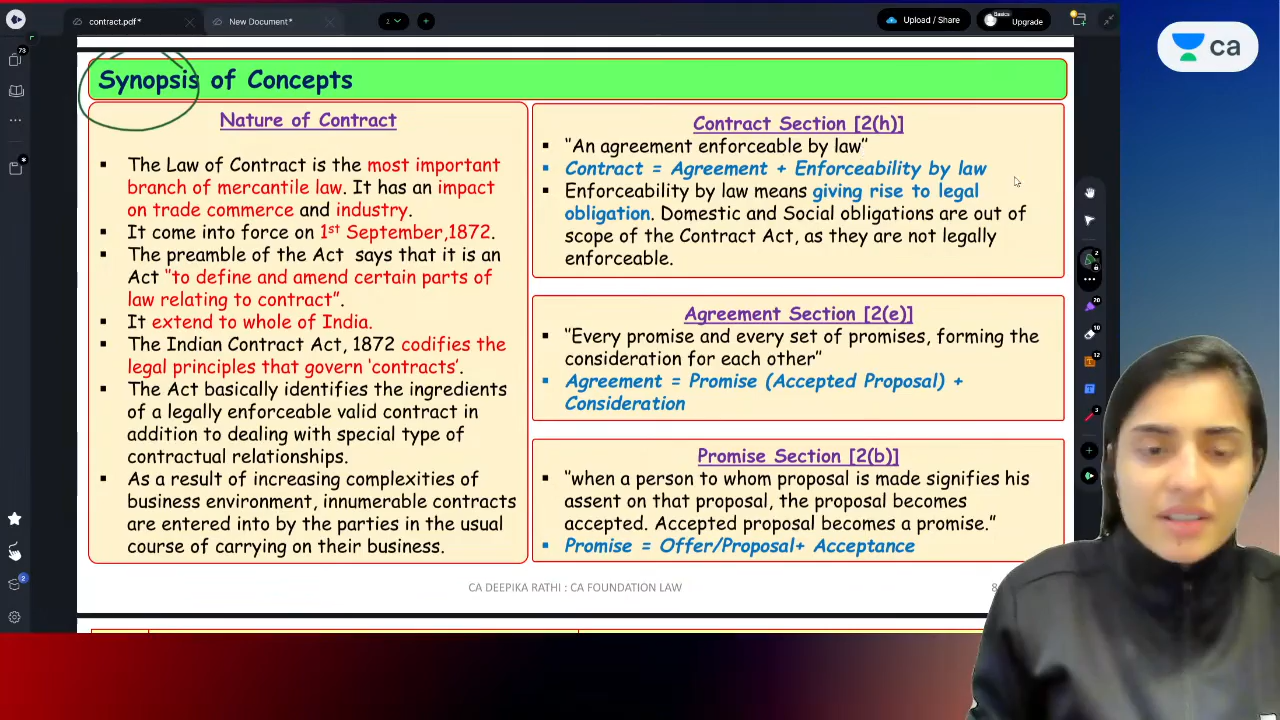 contract.pdf*
New Document*
2
Upload / Share
Basics
Upgrade
ca
73
Synopsis of Concepts
Nature of Contract
▪ The Law of Contract is the most important
branch of mercantile law. It has an impact
on trade commerce and industry.
▪ It come into force on 1st September,1872.
▪ The preamble of the Act says that it is an
Act "to define and amend certain parts of
law relating to contract".
▪ It extend to whole of India.
▪ The Indian Contract Act, 1872 codifies the
legal principles that govern 'contracts'.
▪ The Act basically identifies the ingredients
of a legally enforceable valid contract in
addition to dealing with special type of
contractual relationships.
▪ As a result of increasing complexities of
business environment, innumerable contracts
are entered into by the parties in the usual
course of carrying on their business.
Contract Section [2(h)]
▪ "An agreement enforceable by law"
▪ Contract = Agreement + Enforceability by law
▪ Enforceability by law means giving rise to legal
obligation. Domestic and Social obligations are out of
scope of the Contract Act, as they are not legally
enforceable.
Agreement Section [2(e)]
▪ "Every promise and every set of promises, forming the
consideration for each other"
▪ Agreement = Promise (Accepted Proposal) +
Consideration
Promise Section [2(b)]
▪ "when a person to whom proposal is made signifies his
assent on that proposal, the proposal becomes
accepted. Accepted proposal becomes a promise."
▪ Promise = Offer/Proposal+ Acceptance
CA DEEPIKA RATHI : CA FOUNDATION LAW
8
2
20
10
12
3
2